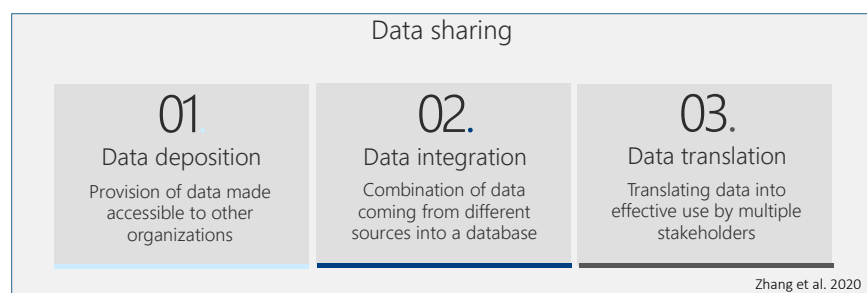 Data sharing
01.
Data deposition
Provision of data made
accessible to other
organizations
02.
Data integration
Combination of data
coming from different
sources into a database
03.
Data translation
Translating data into
effective use by multiple
stakeholders
Zhang et al. 2020